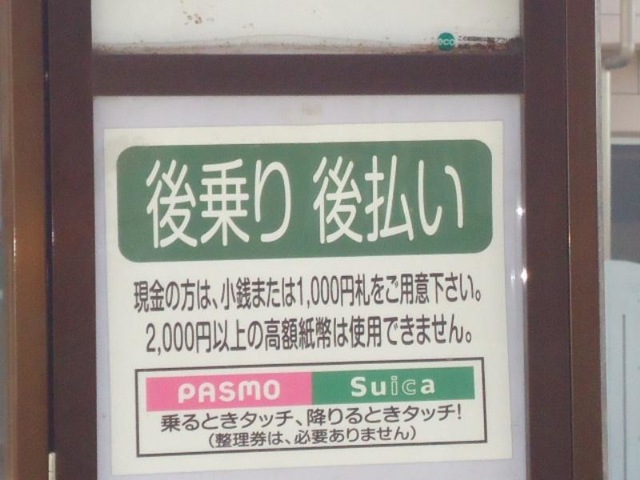 eco
後乗り 後払い
現金の方は、小銭または1,000円札をご用意下さい。
2,000円以上の高額紙幣は使用できません。
PASMO Suica
乗るときタッチ、降りるときタッチ!
(整理券は、必要ありません)